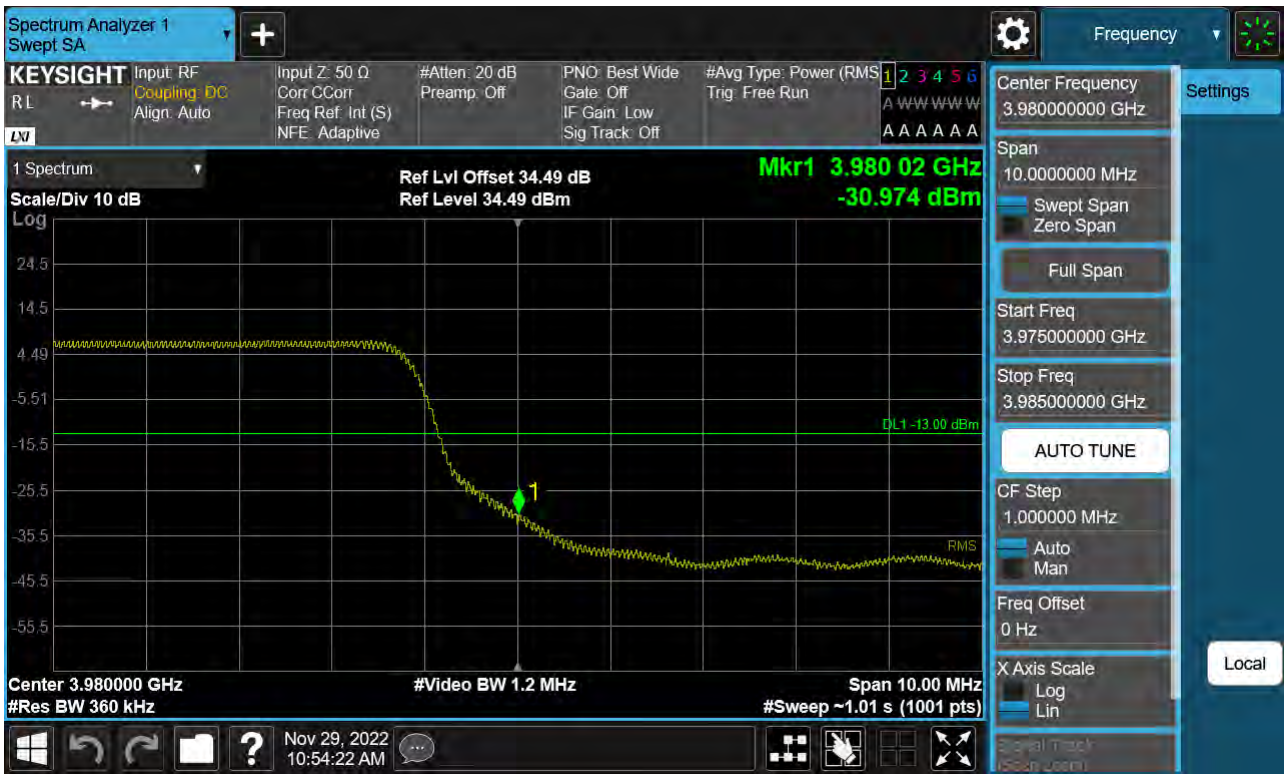 Spectrum Analyzer 1
Swept SA
Frequency
KEYSIGHT
Input: RF
Input Z: 50 Ω
#Atten: 20 dB
PNO: Best Wide
#Avg Type: Power (RMS
1 2 3 4 5 6
R L
Coupling: DC
Corr CCorr
Preamp: Off
Gate: Off
Trig: Free Run
A WW WW W
Align: Auto
Freq Ref: Int (S)
IF Gain: Low
LXI
NFE: Adaptive
Sig Track: Off
A A A A A A
1 Spectrum
Scale/Div 10 dB
Ref Lvl Offset 34.49 dB
Ref Level 34.49 dBm
Mkr1 3.980 02 GHz
-30.974 dBm
Log
24.5
14.5
4.49
-5.51
DL1 -13.00 dBm
-15.5
-25.5
1
-35.5
RMS
-45.5
-55.5
Center 3.980000 GHz
#Video BW 1.2 MHz
Span 10.00 MHz
#Res BW 360 kHz
#Sweep ~1.01 s (1001 pts)
Center Frequency
3.980000000 GHz
Settings
Span
10.0000000 MHz
Swept Span
Zero Span
Full Span
Start Freq
3.975000000 GHz
Stop Freq
3.985000000 GHz
AUTO TUNE
CF Step
1.000000 MHz
Auto
Man
Freq Offset
0 Hz
X Axis Scale
Log
Lin
Local
Signal Track
(Span Zoom)
?
Nov 29, 2022
10:54:22 AM